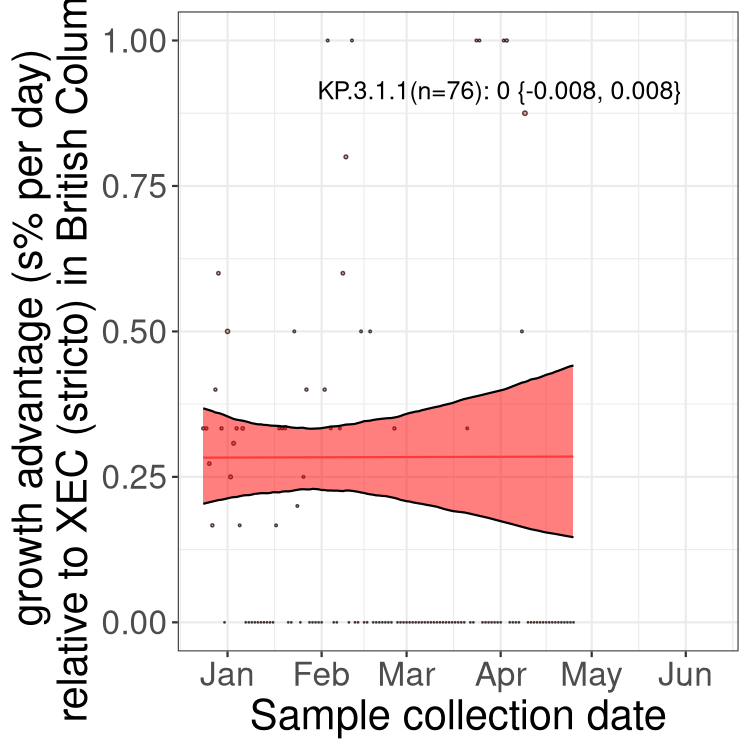 growth advantage (s% per day)
relative to XEC (stricto) in British Colum
1.00
0.75
0.50
0.25
0.00
KP.3.1.1(n=76): 0 {-0.008, 0.008}
Jan Feb Mar Apr May Jun
Sample collection date